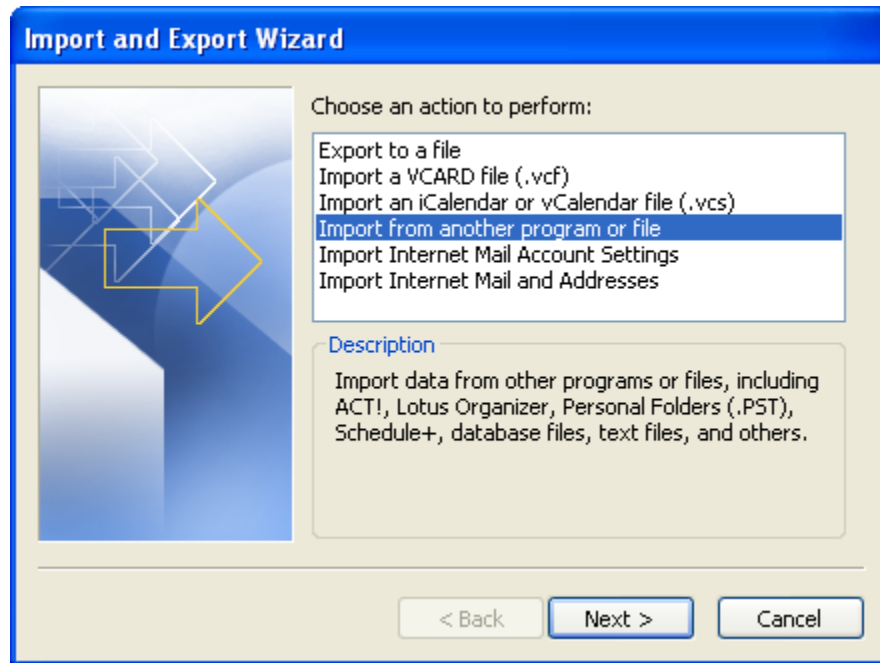 Import and Export Wizard
Choose an action to perform:
Export to a file
Import a VCARD file (.vcf)
Import an iCalendar or vCalendar file (.vcs)
Import from another program or file
Import Internet Mail Account Settings
Import Internet Mail and Addresses
Description
Import data from other programs or files, including
ACT!, Lotus Organizer, Personal Folders (.PST),
Schedule+, database files, text files, and others.
< Back Next > Cancel